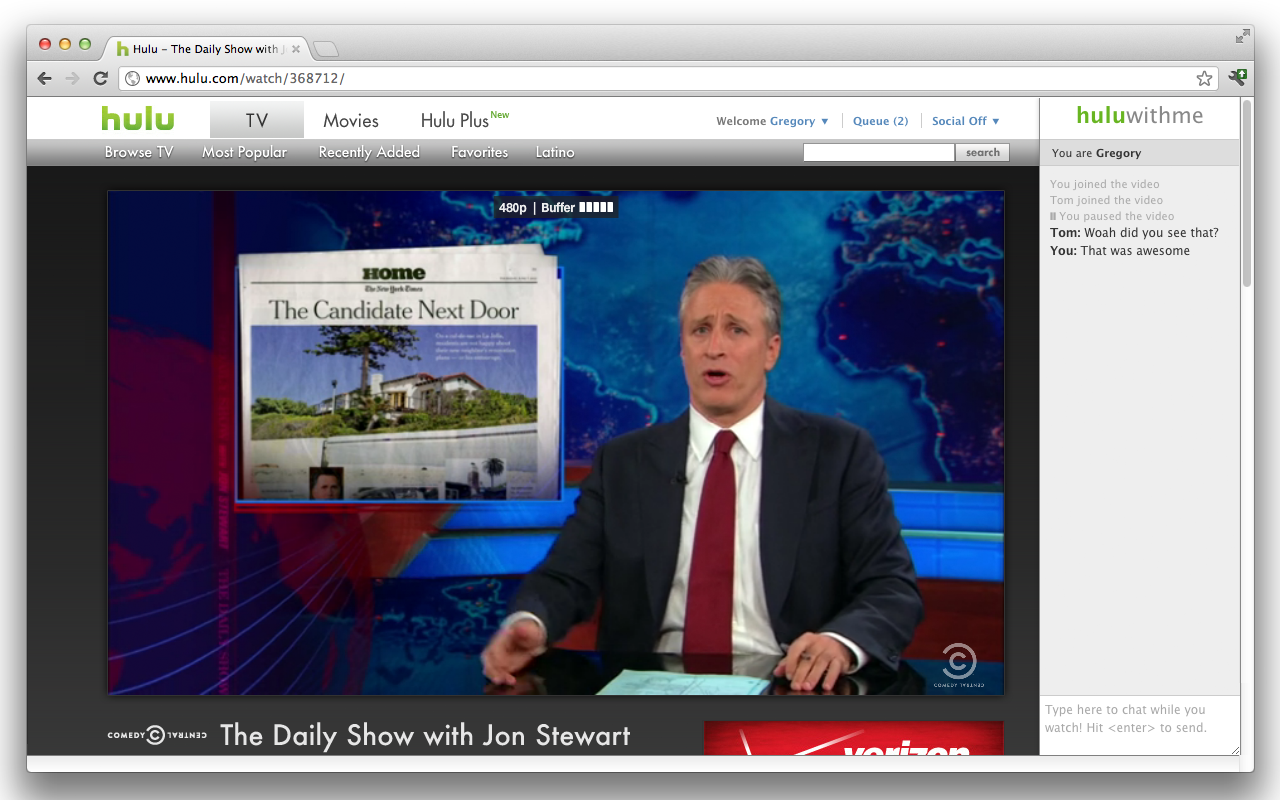 Hulu – The Daily Show with J
www.hulu.com/watch/368712/
hulu
TV
Movies
Hulu Plus New
Welcome Gregory ▼
Queue (2)
Social Off ▼
huluwithme
Browse TV
Most Popular
Recently Added
Favorites
Latino
search
You are Gregory
You joined the video
Tom joined the video
You paused the video
Tom: Woah did you see that?
You: That was awesome
480p | Buffer
Home
The New York Times
The Candidate Next Door
COMEDY CENTRAL
COMEDY CENTRAL
The Daily Show with Jon Stewart
verizon
Type here to chat while you
watch! Hit <enter> to send.